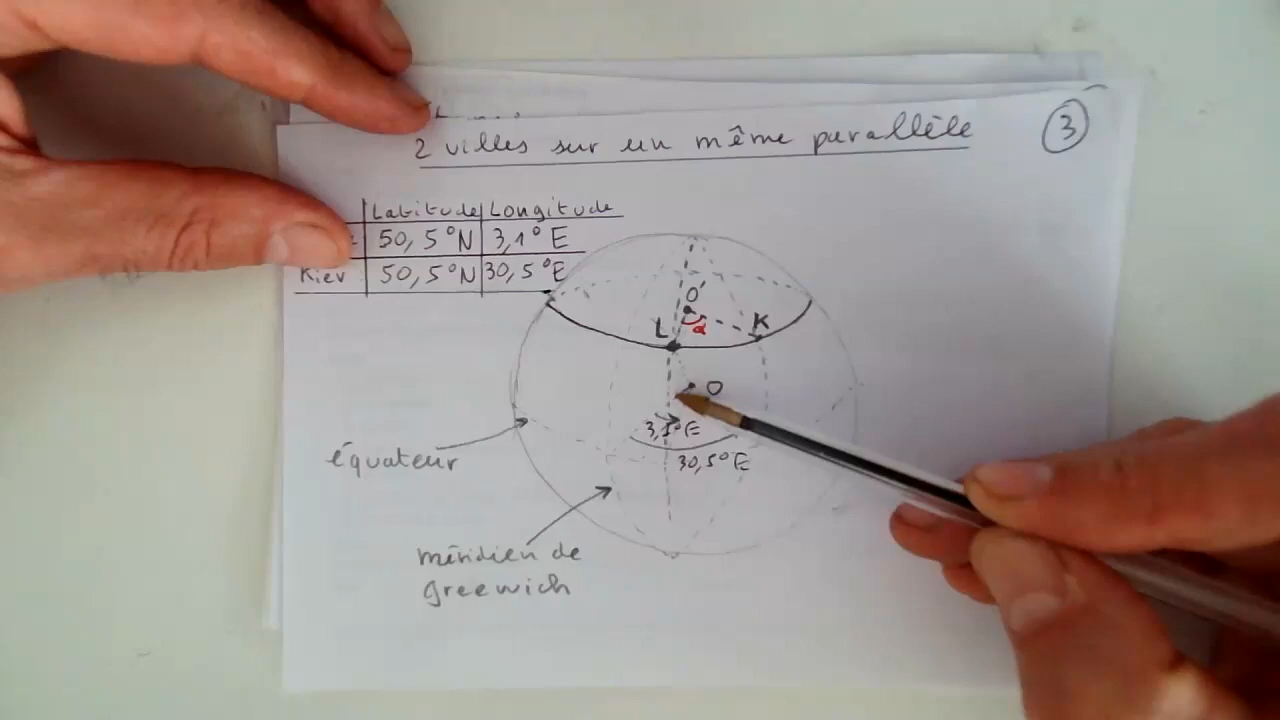 2 villes sur un même parallèle
3
Latitude Longitude
50,5°N 3,1°E
Kiev 50,5°N 30,5°E
O'
L α K
O
3,1°E
30,5°E
équateur
méridien de
greewich